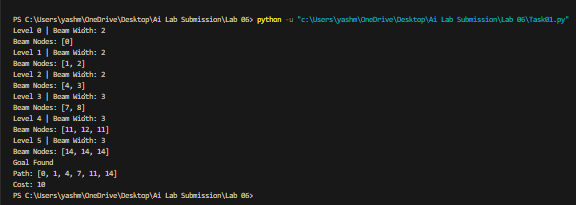 PS C:\Users\yashm\OneDrive\Desktop\Ai Lab Submission\Lab 06> python -u "c:\Users\yashm\OneDrive\Desktop\Ai Lab Submission\Lab 06\Task01.py"
Level 0 | Beam Width: 2
Beam Nodes: [0]
Level 1 | Beam Width: 2
Beam Nodes: [1, 2]
Level 2 | Beam Width: 2
Beam Nodes: [4, 3]
Level 3 | Beam Width: 3
Beam Nodes: [7, 8]
Level 4 | Beam Width: 3
Beam Nodes: [11, 12, 11]
Level 5 | Beam Width: 3
Beam Nodes: [14, 14, 14]
Goal Found
Path: [0, 1, 4, 7, 11, 14]
Cost: 10
PS C:\Users\yashm\OneDrive\Desktop\Ai Lab Submission\Lab 06>